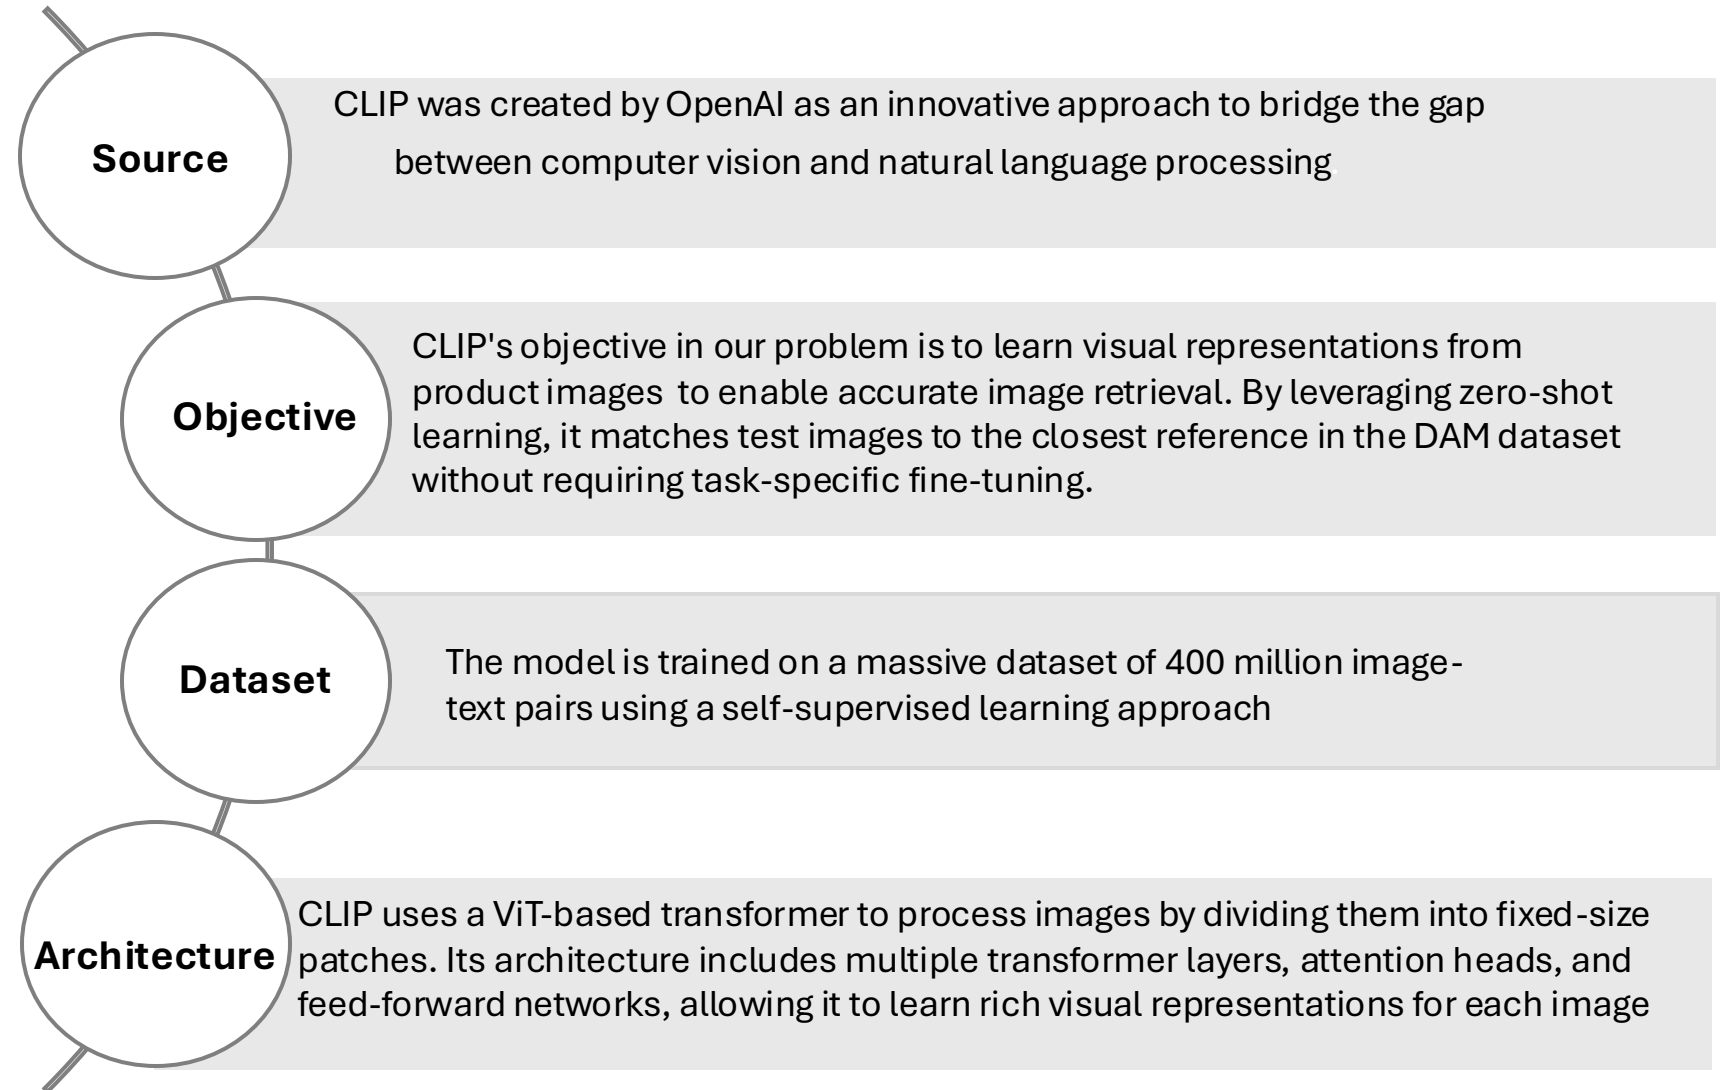 Source
CLIP was created by OpenAI as an innovative approach to bridge the gap
between computer vision and natural language processing.
Objective
CLIP's objective in our problem is to learn visual representations from
product images to enable accurate image retrieval. By leveraging zero-shot
learning, it matches test images to the closest reference in the DAM dataset
without requiring task-specific fine-tuning.
Dataset
The model is trained on a massive dataset of 400 million image-
text pairs using a self-supervised learning approach
Architecture
CLIP uses a ViT-based transformer to process images by dividing them into fixed-size
patches. Its architecture includes multiple transformer layers, attention heads, and
feed-forward networks, allowing it to learn rich visual representations for each image